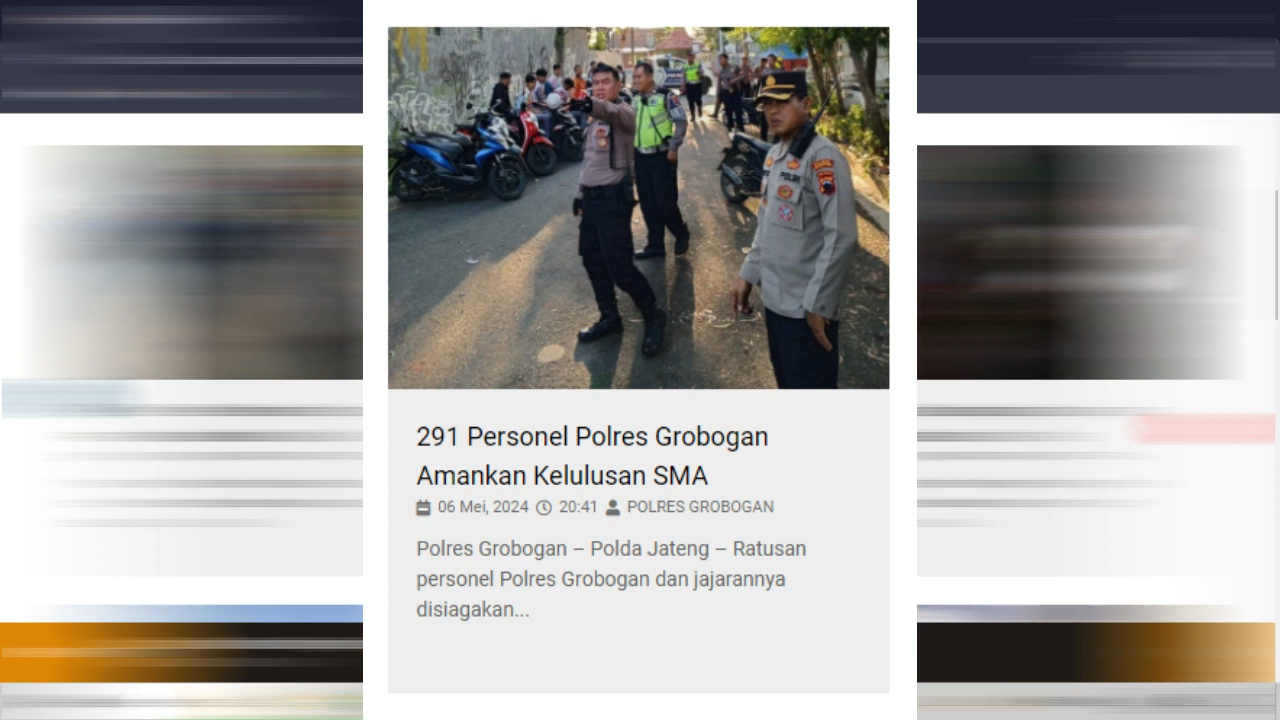 POLRI
291 Personel Polres Grobogan
Amankan Kelulusan SMA
06 Mei, 2024 20:41 POLRES GROBOGAN
Polres Grobogan – Polda Jateng – Ratusan
personel Polres Grobogan dan jajarannya
disiagakan...